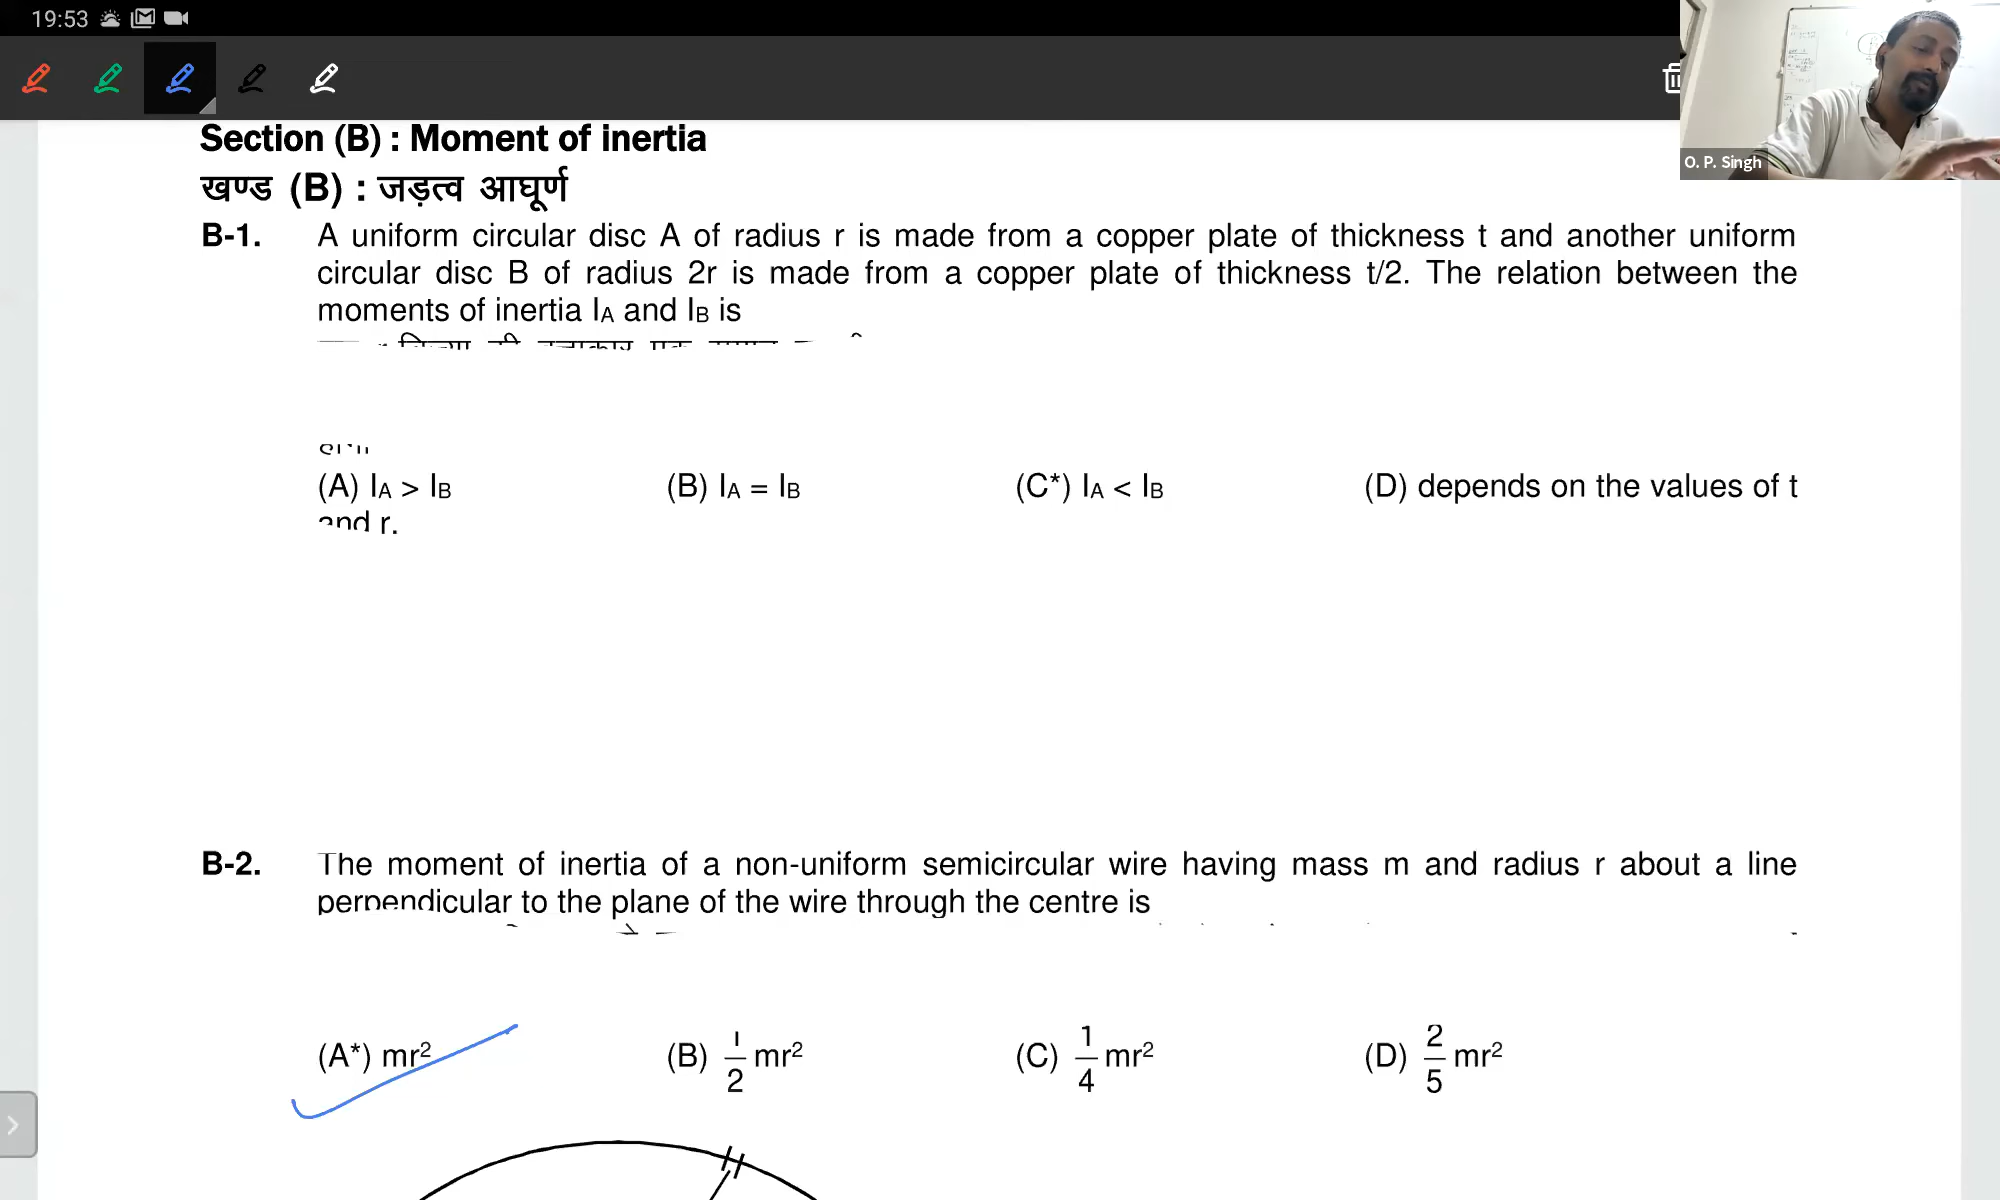 19:53
O. P. Singh
Section (B) : Moment of inertia
खण्ड (B) : जड़त्व आघूर्ण
B-1. A uniform circular disc A of radius r is made from a copper plate of thickness t and another uniform
circular disc B of radius 2r is made from a copper plate of thickness t/2. The relation between the
moments of inertia IA and IB is
(A) IA > IB (B) IA = IB (C*) IA < IB (D) depends on the values of t
and r.
B-2. The moment of inertia of a non-uniform semicircular wire having mass m and radius r about a line
perpendicular to the plane of the wire through the centre is
(A*) mr² (B) 1/2 mr² (C) 1/4 mr² (D) 2/5 mr²